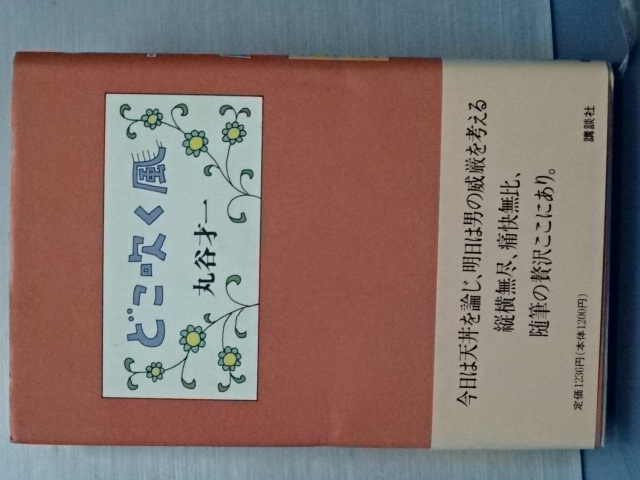 どこ吹く風
丸谷才一
今日は天丼を論じ、明日は男の威厳を考える
縦横無尽、痛快無比、
随筆の贅沢ここにあり。
定価1236円(本体1200円)
講談社